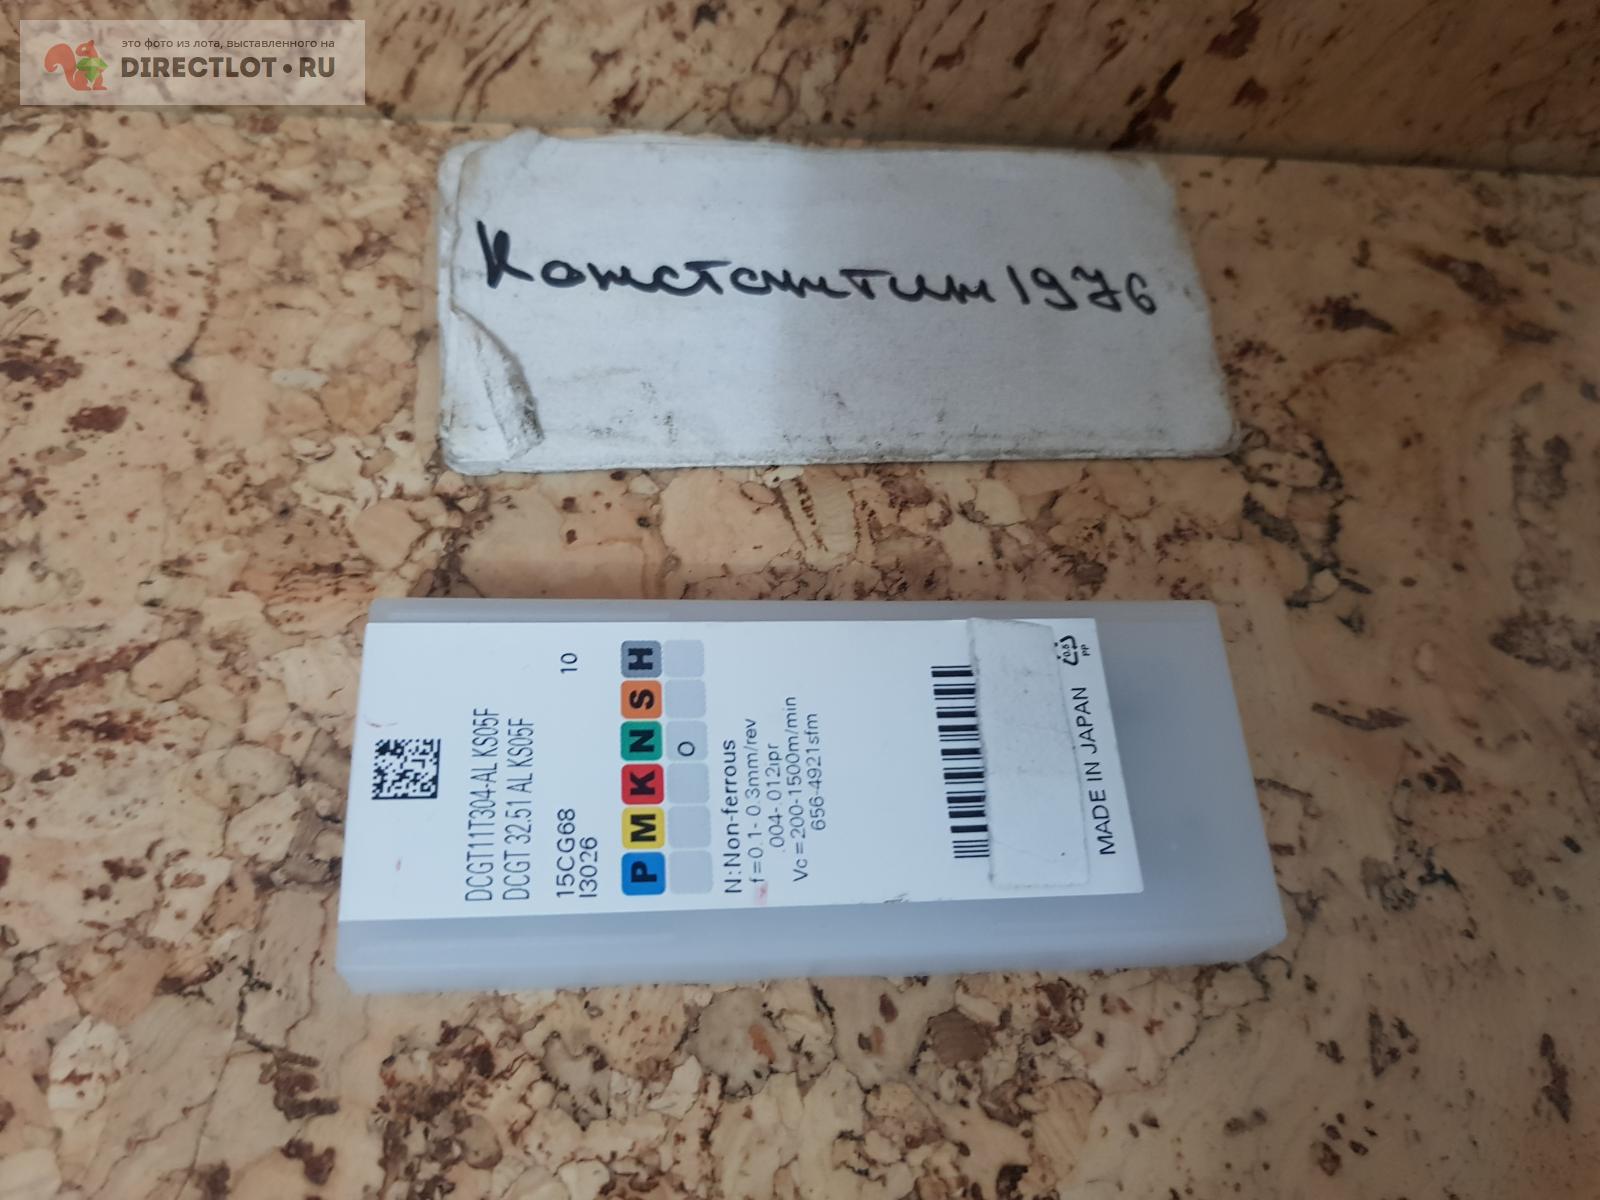 это фото из лота, выставленного на
DIRECTLOT•RU
Константин 1976
DCGT11T304-AL KS05F
DCGT 32.51 AL KS05F
15CG68 10
I3026
P M K N S H
O
N:Non-ferrous
f=0.1-0.3mm/rev
.004-.012ipr
Vc=200-1500m/min
656-4921sfm
MADE IN JAPAN
PP